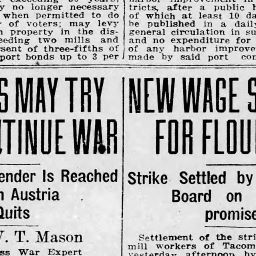 y no longer necessary
when permitted to do
of voters; may levy
n property in the dis-
eeding two mills and
sent of three-fifths of
port bonds up to 3 per
S MAY TRY
TINUE WAR
ender Is Reached
n Austria
Quits
. T. Mason
ss War Expert
tricts, after a public h
of which at least 10 da
be published in a daily
general circulation in su
and no expenditure for
of any harbor improve
made by said port com
NEW WAGE S
FOR FLOU
Strike Settled by
Board on
promise
Settlement of the stri
mill workers of Tacom
yesterday afternoon by